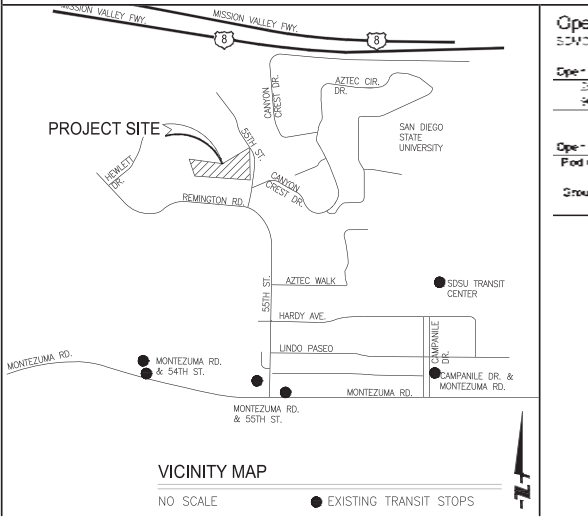 MISSION VALLEY FWY.
MISSION VALLEY FWY.
8
8
CANYON
CREST DR.
AZTEC CIR.
DR.
55TH ST.
SAN DIEGO
STATE
UNIVERSITY
PROJECT SITE
HEWLETT
DR.
CANYON
CREST DR.
REMINGTON RD.
55TH ST.
AZTEC WALK
SDSU TRANSIT
CENTER
HARDY AVE.
LINDO PASEO
CAMPANILE
DR.
MONTEZUMA RD.
MONTEZUMA RD.
& 54TH ST.
CAMPANILE DR. &
MONTEZUMA RD.
MONTEZUMA RD.
MONTEZUMA RD.
& 55TH ST.
VICINITY MAP
NO SCALE
EXISTING TRANSIT STOPS
N